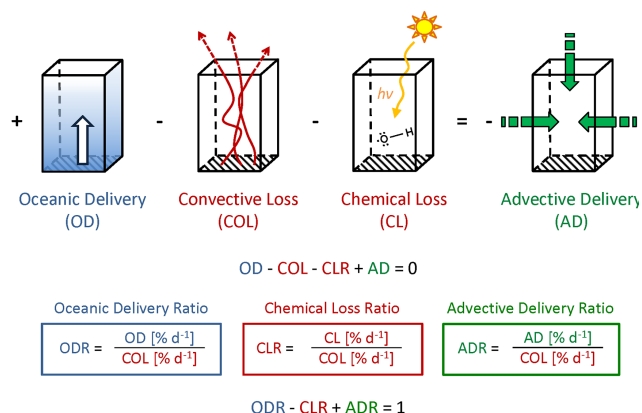 hν
Ö–H
+ - - = -
Oceanic Delivery
(OD)
Convective Loss
(COL)
Chemical Loss
(CL)
Advective Delivery
(AD)
OD - COL - CLR + AD = 0
Oceanic Delivery Ratio
ODR = OD [% d⁻¹] / COL [% d⁻¹]
Chemical Loss Ratio
CLR = CL [% d⁻¹] / COL [% d⁻¹]
Advective Delivery Ratio
ADR = AD [% d⁻¹] / COL [% d⁻¹]
ODR - CLR + ADR = 1